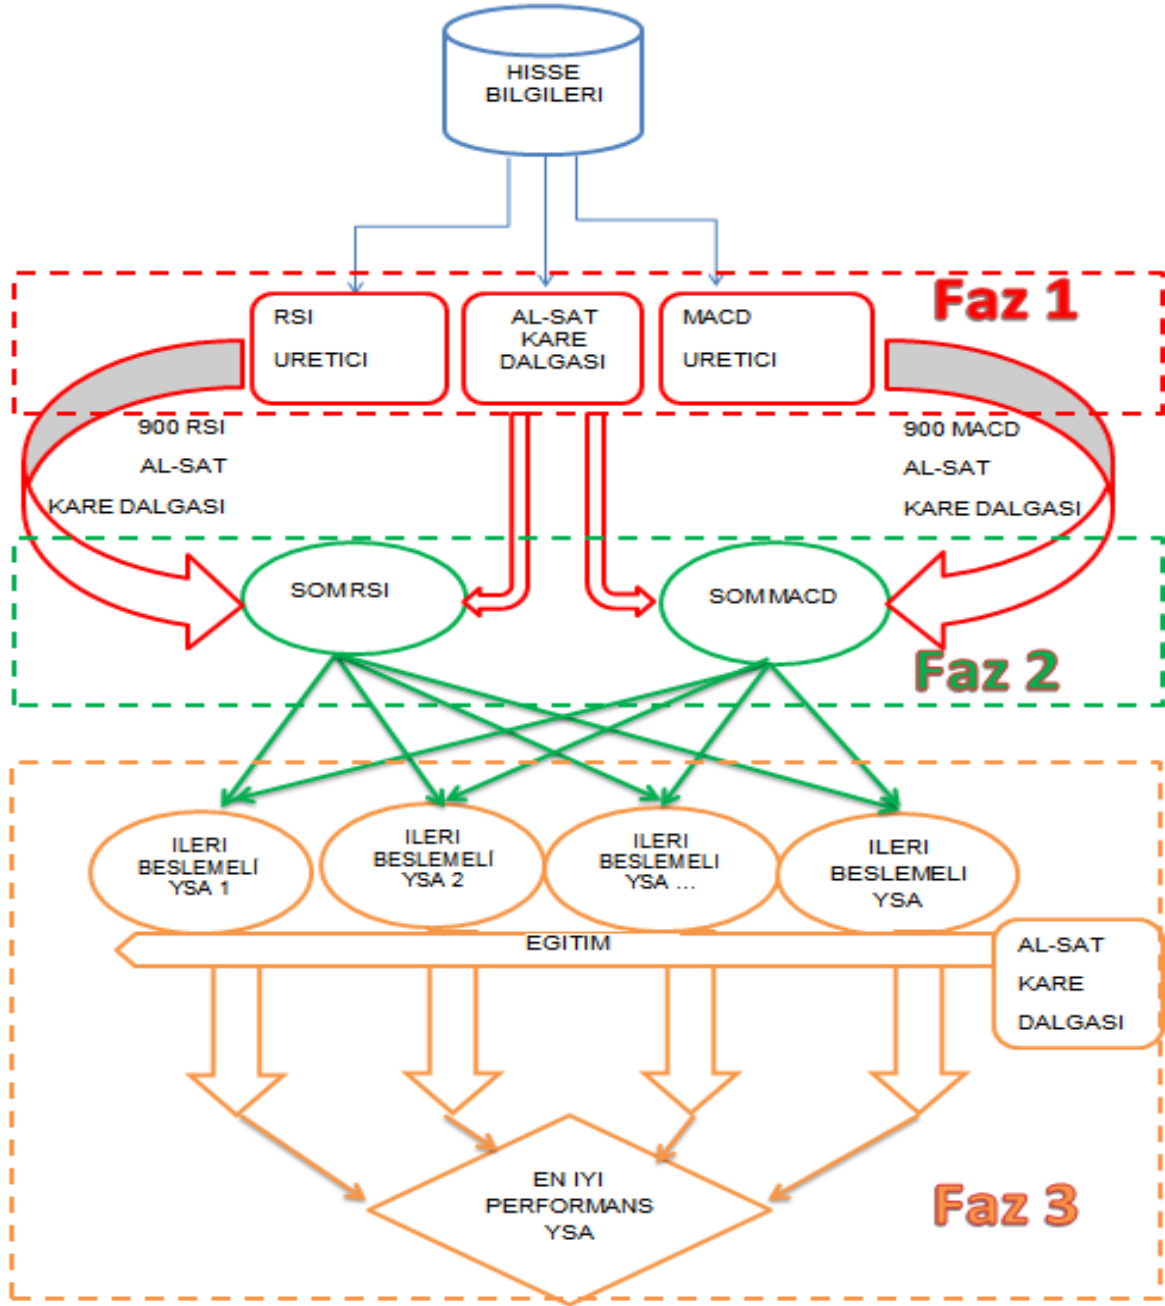 HISSE
BILGILERI
Faz 1
RSI
URETICI
AL-SAT
KARE
DALGASI
MACD
URETICI
900 RSI
AL-SAT
KARE DALGASI
900 MACD
AL-SAT
KARE DALGASI
SOM RSI
SOM MACD
Faz 2
ILERI
BESLEMELİ
YSA 1
ILERI
BESLEMELİ
YSA 2
ILERI
BESLEMELI
YSA ...
ILERI
BESLEMELI
YSA
EGITIM
AL-SAT
KARE
DALGASI
EN IYI
PERFORMANS
YSA
Faz 3